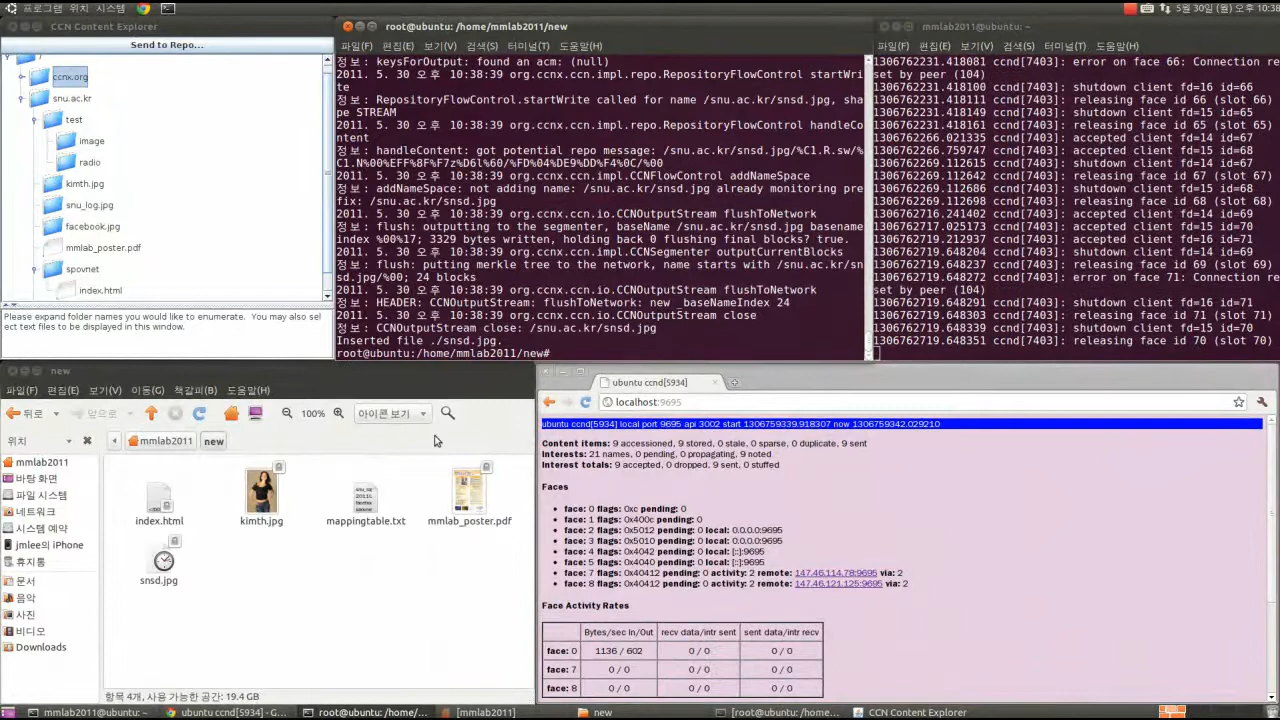 프로그램 위치 시스템
5월 30일 (월) 오후 10:38
CCN Content Explorer
Send to Repo...
/
ccnx.org
snu.ac.kr
test
image
radio
kimth.jpg
snu_log.jpg
facebook.jpg
mmlab_poster.pdf
spovnet
index.html
Please expand folder names you would like to enumerate. You may also sel
ect text files to be displayed in this window.
root@ubuntu: /home/mmlab2011/new
파일(F) 편집(E) 보기(V) 검색(S) 터미널(T) 도움말(H)
정보: keysForOutput: found an acm: (null)
2011. 5. 30 오후 10:38:39 org.ccnx.ccn.impl.repo.RepositoryFlowControl startWri
te
정보: RepositoryFlowControl.startWrite called for name /snu.ac.kr/snsd.jpg, sha
pe STREAM
2011. 5. 30 오후 10:38:39 org.ccnx.ccn.impl.repo.RepositoryFlowControl handleCo
ntent
정보: handleContent: got potential repo message: /snu.ac.kr/snsd.jpg/%C1.R.sw/%
C1.N%00%EFF%8F%F7z%D6l%60/%FD%04%DE9%DD%F4%0C/%00
2011. 5. 30 오후 10:38:39 org.ccnx.ccn.impl.CCNFlowControl addNameSpace
정보: addNameSpace: not adding name: /snu.ac.kr/snsd.jpg already monitoring pre
fix: /snu.ac.kr/snsd.jpg
2011. 5. 30 오후 10:38:39 org.ccnx.ccn.io.CCNOutputStream flushToNetwork
정보: flush: outputting to the segmenter, baseName /snu.ac.kr/snsd.jpg basenam
index %00%17; 3329 byte written, holding back 0 flushing final blocks? true.
2011. 5. 30 오후 10:38:39 org.ccnx.ccn.impl.CCNSegmenter outputCurrentBlocks
정보: flush: putting merkle tree to the network, name starts with /snu.ac.kr/sn
sd.jpg/%00; 24 blocks
2011. 5. 30 오후 10:38:39 org.ccnx.ccn.io.CCNOutputStream flushToNetwork
정보: HEADER: CCNOutputStream: flushToNetwork: new _baseNameIndex 24
2011. 5. 30 오후 10:38:39 org.ccnx.ccn.io.CCNOutputStream close
정보: CCNOutputStream close: /snu.ac.kr/snsd.jpg
Inserted file ./snsd.jpg.
root@ubuntu:/home/mmlab2011/new#
mmlab2011@ubuntu: ~
파일(F) 편집(E) 보기(V) 검색(S) 터미널(T) 도움말(H)
1306762231.418081 ccnd[7403]: error on face 66: Connection re
set by peer (104)
1306762231.418100 ccnd[7403]: shutdown client fd=16 id=66
1306762231.418111 ccnd[7403]: releasing face id 66 (slot 66)
1306762231.418149 ccnd[7403]: shutdown client fd=15 id=65
1306762231.418161 ccnd[7403]: releasing face id 65 (slot 65)
1306762266.021335 ccnd[7403]: accepted client fd=14 id=67
1306762266.759747 ccnd[7403]: accepted client fd=15 id=68
1306762269.112615 ccnd[7403]: shutdown client fd=14 id=67
1306762269.112642 ccnd[7403]: releasing face id 67 (slot 67)
1306762269.112686 ccnd[7403]: shutdown client fd=15 id=68
1306762269.112698 ccnd[7403]: releasing face id 68 (slot 68)
1306762716.241402 ccnd[7403]: accepted client fd=14 id=69
1306762717.025173 ccnd[7403]: accepted client fd=15 id=70
1306762719.212937 ccnd[7403]: accepted client fd=16 id=71
1306762719.648204 ccnd[7403]: shutdown client fd=14 id=69
1306762719.648237 ccnd[7403]: releasing face id 69 (slot 69)
1306762719.648272 ccnd[7403]: error on face 71: Connection re
set by peer (104)
1306762719.648291 ccnd[7403]: shutdown client fd=16 id=71
1306762719.648303 ccnd[7403]: releasing face id 71 (slot 71)
1306762719.648339 ccnd[7403]: shutdown client fd=15 id=70
1306762719.648351 ccnd[7403]: releasing face id 70 (slot 70)
new
파일(F) 편집(E) 보기(V) 이동(G) 책갈피(B) 도움말(H)
뒤로 앞으로 100% 아이콘 보기
위치 mmlab2011 new
mmlab2011
바탕 화면
파일 시스템
네트워크
시스템 예약
jmlee의 iPhone
휴지통
문서
음악
사진
비디오
Downloads
index.html
kimth.jpg
mappingtable.txt
mmlab_poster.pdf
snsd.jpg
항목 4개, 사용 가능한 공간: 19.4 GB
ubuntu ccnd[5934]
localhost:9695
ubuntu ccnd[5934] local port 9695 api 3002 start 1306759339.918307 now 1306759342.029210
Content items: 9 accessioned, 9 stored, 0 stale, 0 sparse, 0 duplicate, 9 sent
Interests: 21 names, 0 pending, 0 propagating, 9 noted
Interest totals: 9 accepted, 0 dropped, 9 sent, 0 stuffed
Faces
face: 0 flags: 0xc pending: 0
face: 1 flags: 0x400c pending: 0
face: 2 flags: 0x5012 pending: 0 local: 0.0.0.0:9695
face: 3 flags: 0x5010 pending: 0 local: 0.0.0.0:9695
face: 4 flags: 0x4042 pending: 0 local: [::]:9695
face: 5 flags: 0x4040 pending: 0 local: [::]:9695
face: 7 flags: 0x40412 pending: 0 activity: 2 remote: 147.46.114.78:9695 via: 2
face: 8 flags: 0x40412 pending: 0 activity: 2 remote: 147.46.121.125:9695 via: 2
Face Activity Rates
Bytes/sec In/Out recv data/intr sent sent data/intr recv
face: 0 1136 / 602 0 / 0 0 / 0
face: 7 0 / 0 0 / 0 0 / 0
face: 8 0 / 0 0 / 0 0 / 0
mmlab2011@ubuntu: ~ ubuntu ccnd[5934] - G... root@ubuntu: /home/... [mmlab2011] new [root@ubuntu: /home/... CCN Content Explorer